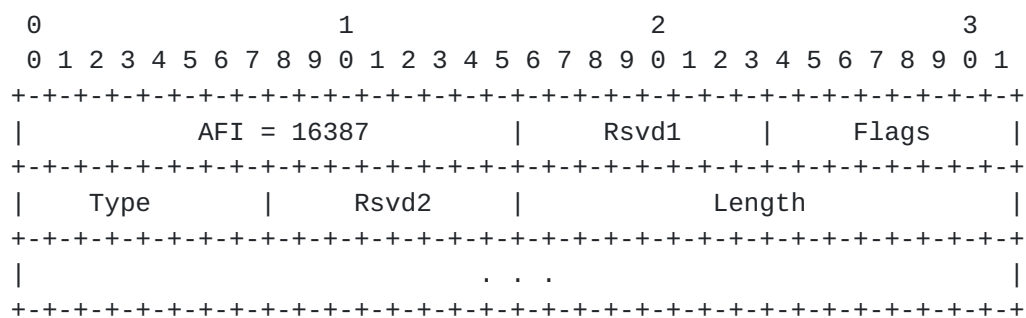 0                   1                   2                   3
 0 1 2 3 4 5 6 7 8 9 0 1 2 3 4 5 6 7 8 9 0 1 2 3 4 5 6 7 8 9 0 1
+-+-+-+-+-+-+-+-+-+-+-+-+-+-+-+-+-+-+-+-+-+-+-+-+-+-+-+-+-+-+-+-+
|           AFI = 16387         |     Rsvd1     |     Flags     |
+-+-+-+-+-+-+-+-+-+-+-+-+-+-+-+-+-+-+-+-+-+-+-+-+-+-+-+-+-+-+-+-+
|    Type       |     Rsvd2     |            Length             |
+-+-+-+-+-+-+-+-+-+-+-+-+-+-+-+-+-+-+-+-+-+-+-+-+-+-+-+-+-+-+-+-+
|                             . . .                             |
+-+-+-+-+-+-+-+-+-+-+-+-+-+-+-+-+-+-+-+-+-+-+-+-+-+-+-+-+-+-+-+-+